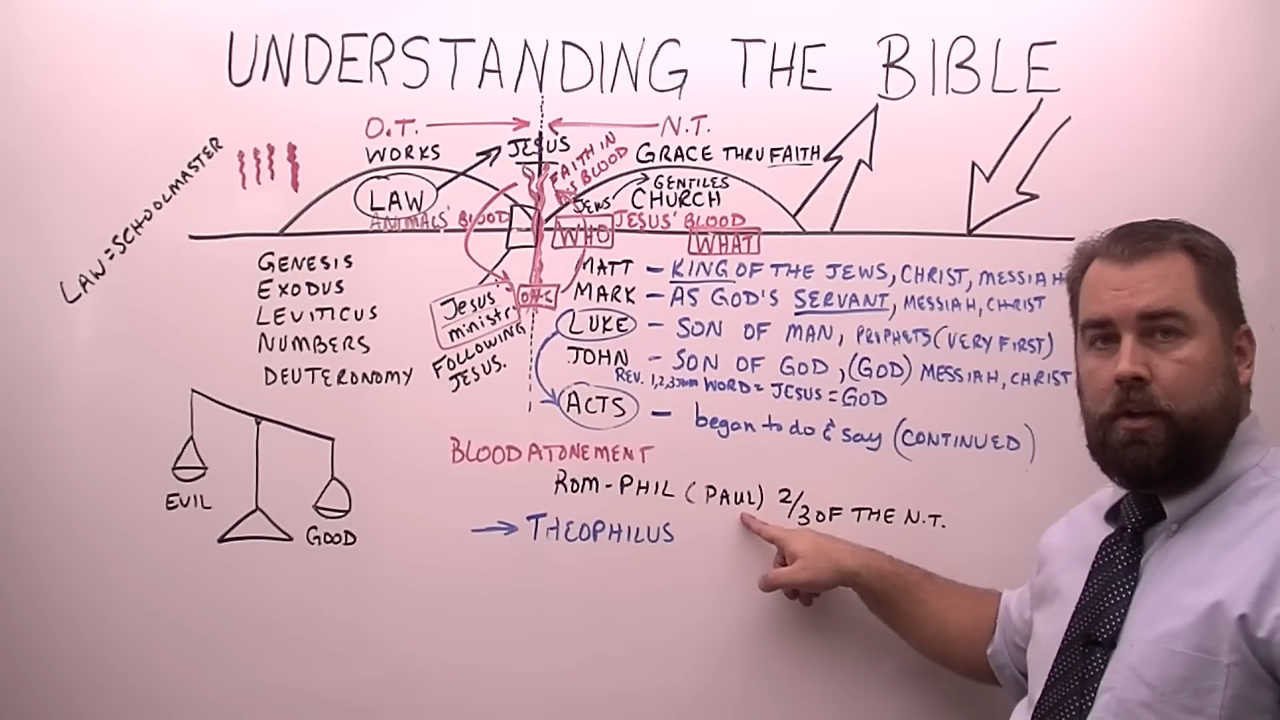 UNDERSTANDING THE BIBLE
O.T.
N.T.
WORKS
JESUS
FAITH IN
BLOOD
GRACE THRU FAITH
LAW = SCHOOLMASTER
LAW
JEWS
GENTILES
CHURCH
ANIMALS' BLOOD
JESUS' BLOOD
WHO
WHAT
GENESIS
EXODUS
LEVITICUS
NUMBERS
DEUTERONOMY
Jesus'
ministry
FOLLOWING
JESUS.
MATT - KING OF THE JEWS, CHRIST, MESSIAH
MARK - AS GOD'S SERVANT, MESSIAH, CHRIST
LUKE - SON OF MAN, PROPHETS (VERY FIRST)
JOHN - SON OF GOD, (GOD) MESSIAH, CHRIST
REV. 1,2,3 JOHN WORD = JESUS = GOD
ACTS - began to do & say (CONTINUED)
BLOOD ATONEMENT
ROM-PHIL (PAUL) 2/3 OF THE N.T.
THEOPHILUS
EVIL
GOOD